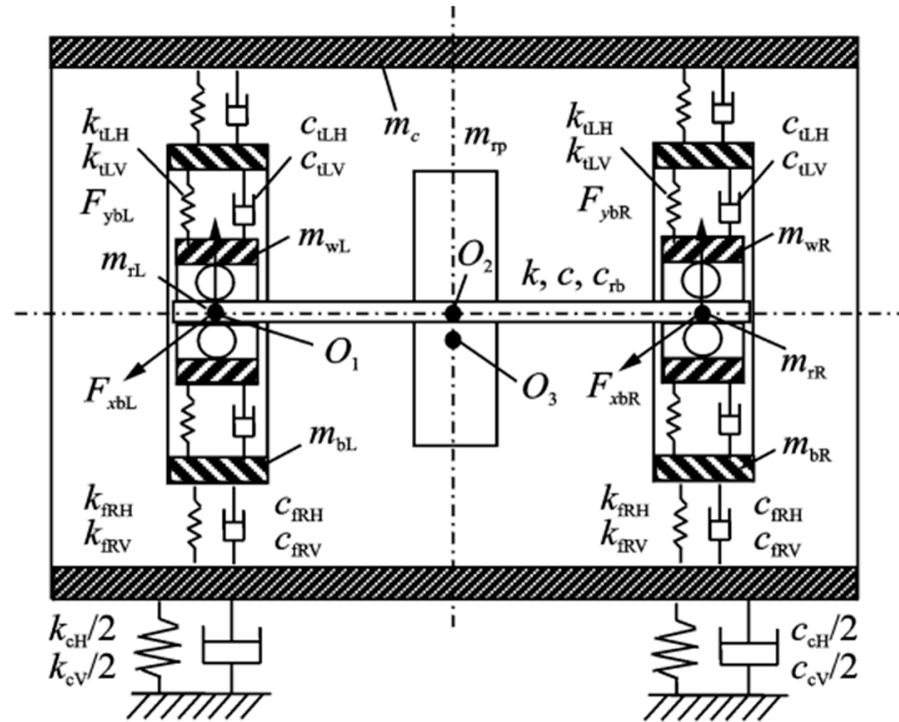 k_tLH
k_tLV
F_ybL
c_tLH
c_tLV
m_c
m_rp
k_tLH
k_tLV
F_ybR
c_tLH
c_tLV
m_rL
m_wL
O_2
k, c, c_rb
m_wR
F_xbL
O_1
O_3
F_xbR
m_rR
m_bL
m_bR
k_fRH
k_fRV
c_fRH
c_fRV
k_fRH
k_fRV
c_fRH
c_fRV
k_cH/2
k_cV/2
c_cH/2
c_cV/2